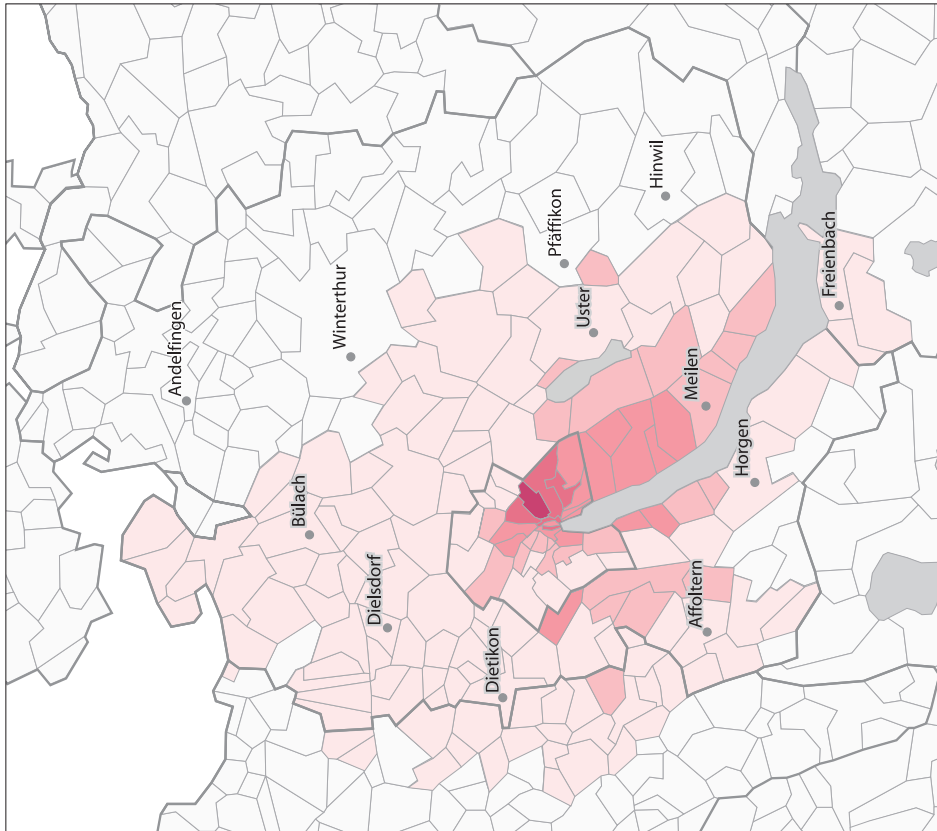 Andelfingen
Winterthur
Bülach
Dielsdorf
Dietikon
Pfäffikon
Hinwil
Uster
Meilen
Horgen
Affoltern
Freienbach